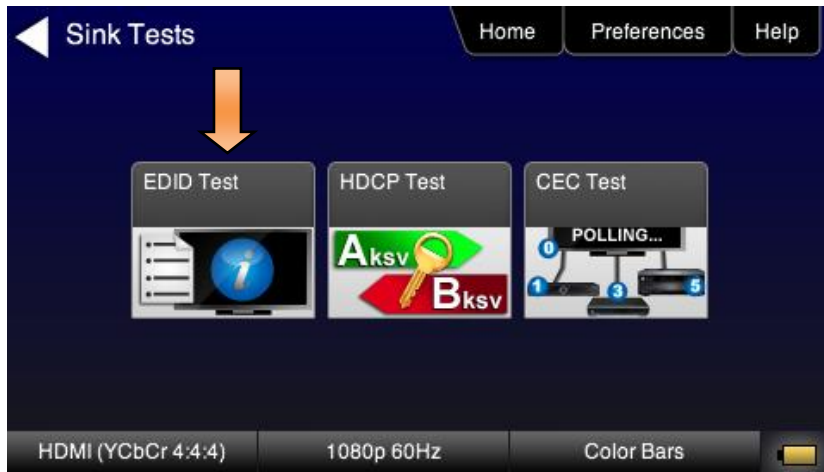 Sink Tests
Home
Preferences
Help
EDID Test
HDCP Test
CEC Test
i
Aksv
Bksv
POLLING...
0
1
3
5
HDMI (YCbCr 4:4:4)
1080p 60Hz
Color Bars